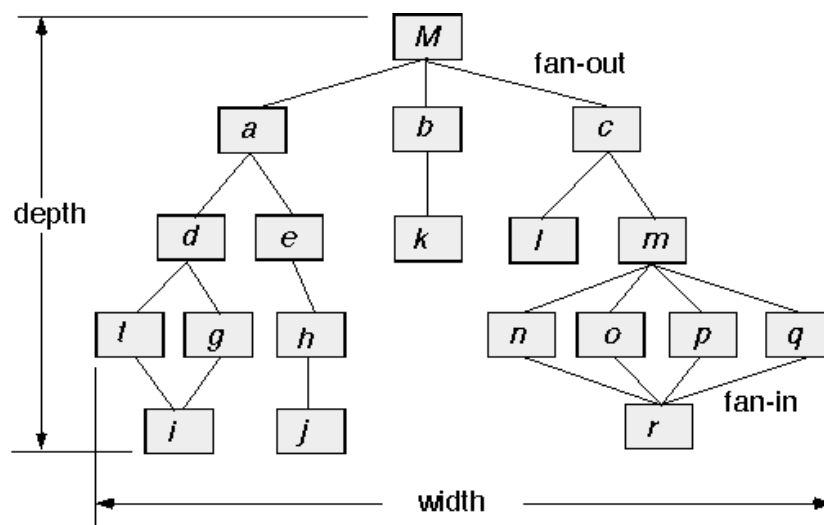 M
fan-out
a b c
depth
d e k l m
t g h n o p q
fan-in
i j r
width